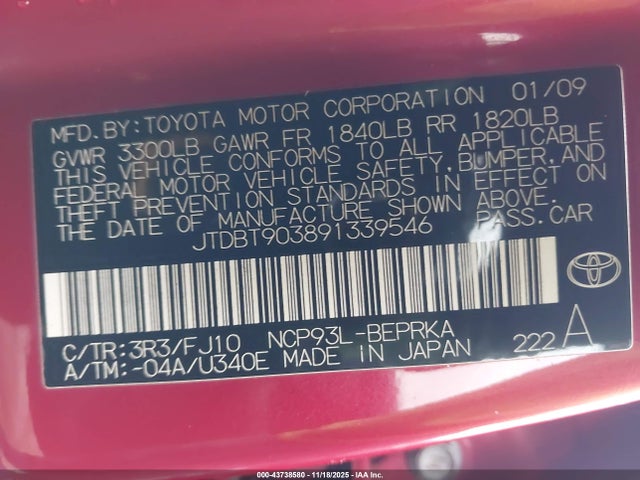 MFD. BY: TOYOTA MOTOR CORPORATION 01/09
GVWR 3300LB GAWR FR 1840LB RR 1820LB
THIS VEHICLE CONFORMS TO ALL APPLICABLE
FEDERAL MOTOR VEHICLE SAFETY, BUMPER, AND
THEFT PREVENTION STANDARDS IN EFFECT ON
THE DATE OF MANUFACTURE SHOWN ABOVE.
JTDBT903891339546 PASS. CAR
C/TR: 3R3/FJ10 NCP93L-BEPRKA
A/TM: -04A/U340E MADE IN JAPAN 222 A
000-43738580 - 11/18/2025 - IAA Inc.